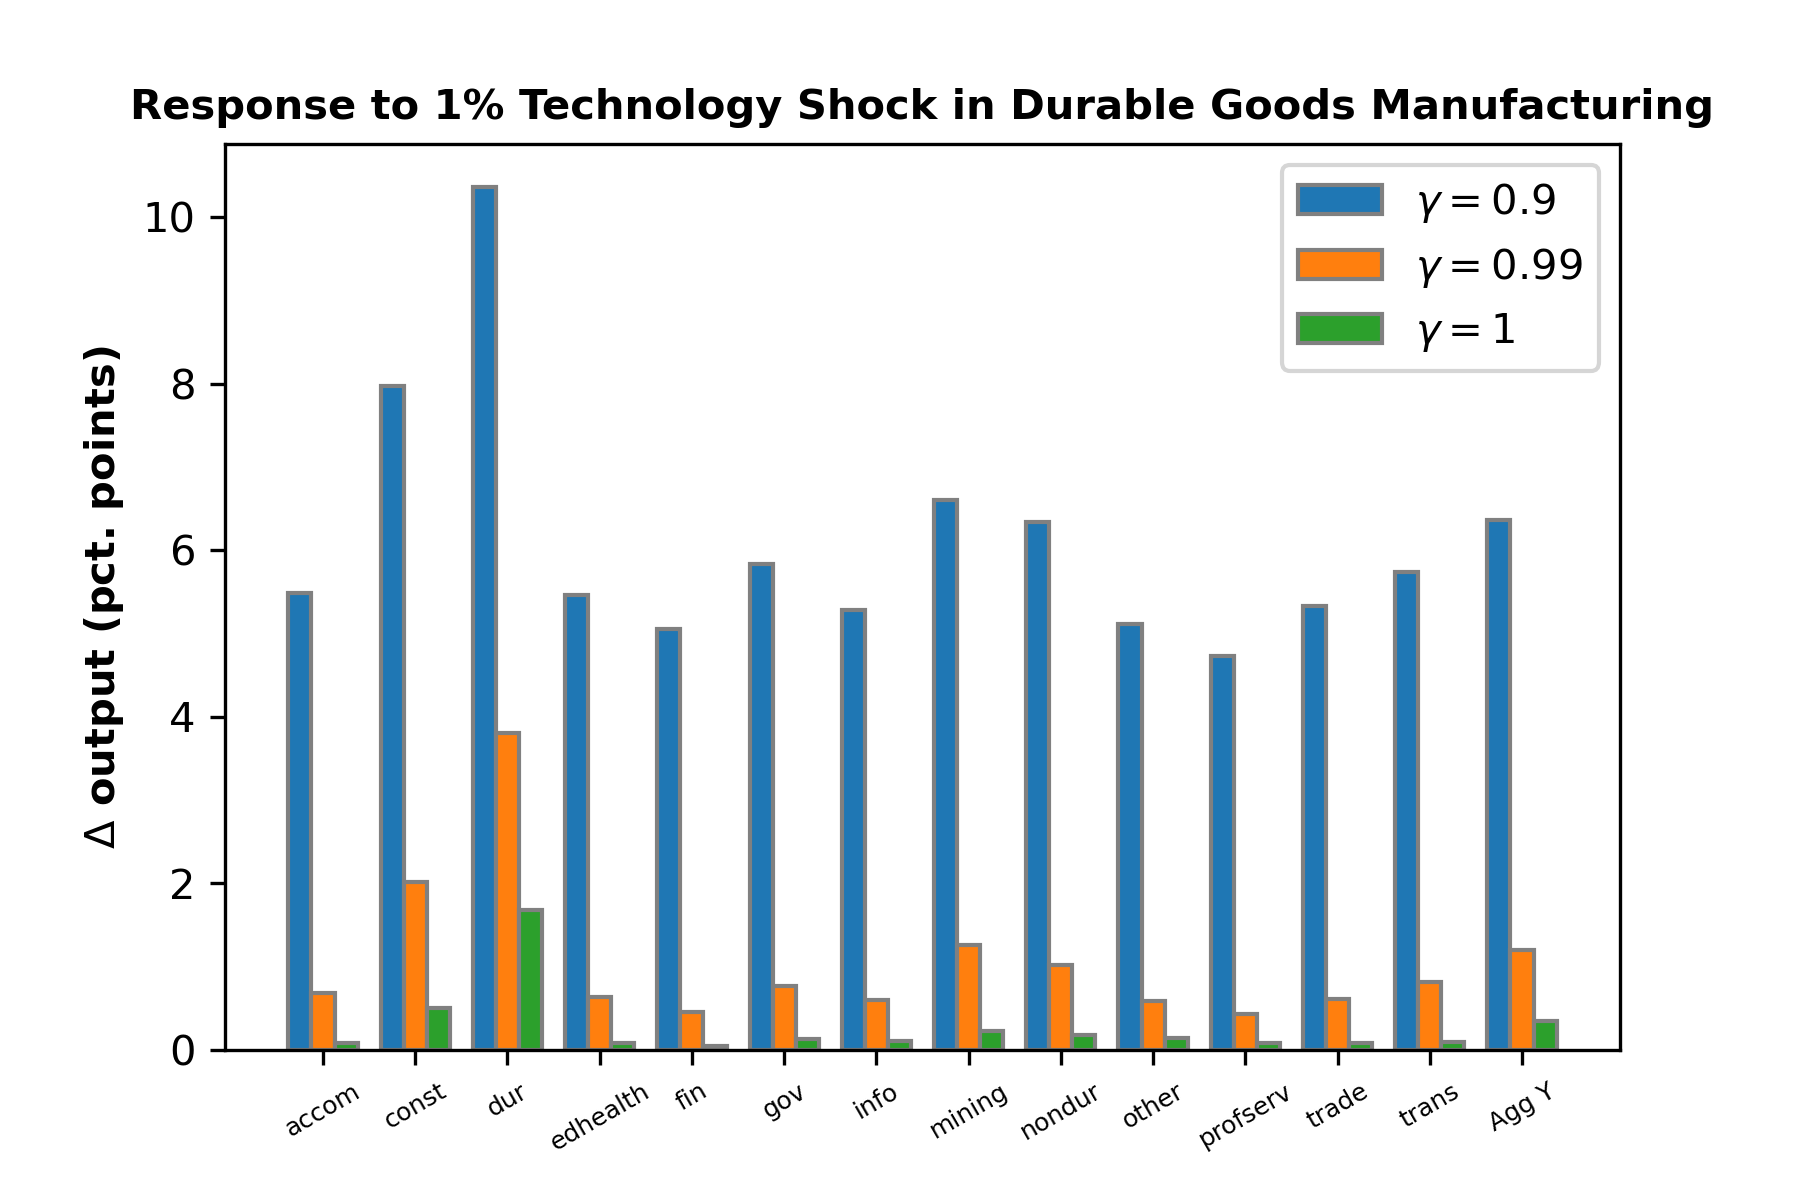 Response to 1% Technology Shock in Durable Goods Manufacturing
Δ output (pct. points)
10
8
6
4
2
0
γ = 0.9
γ = 0.99
γ = 1
accom
const
dur
edhealth
fin
gov
info
mining
nondur
other
profserv
trade
trans
Agg Y